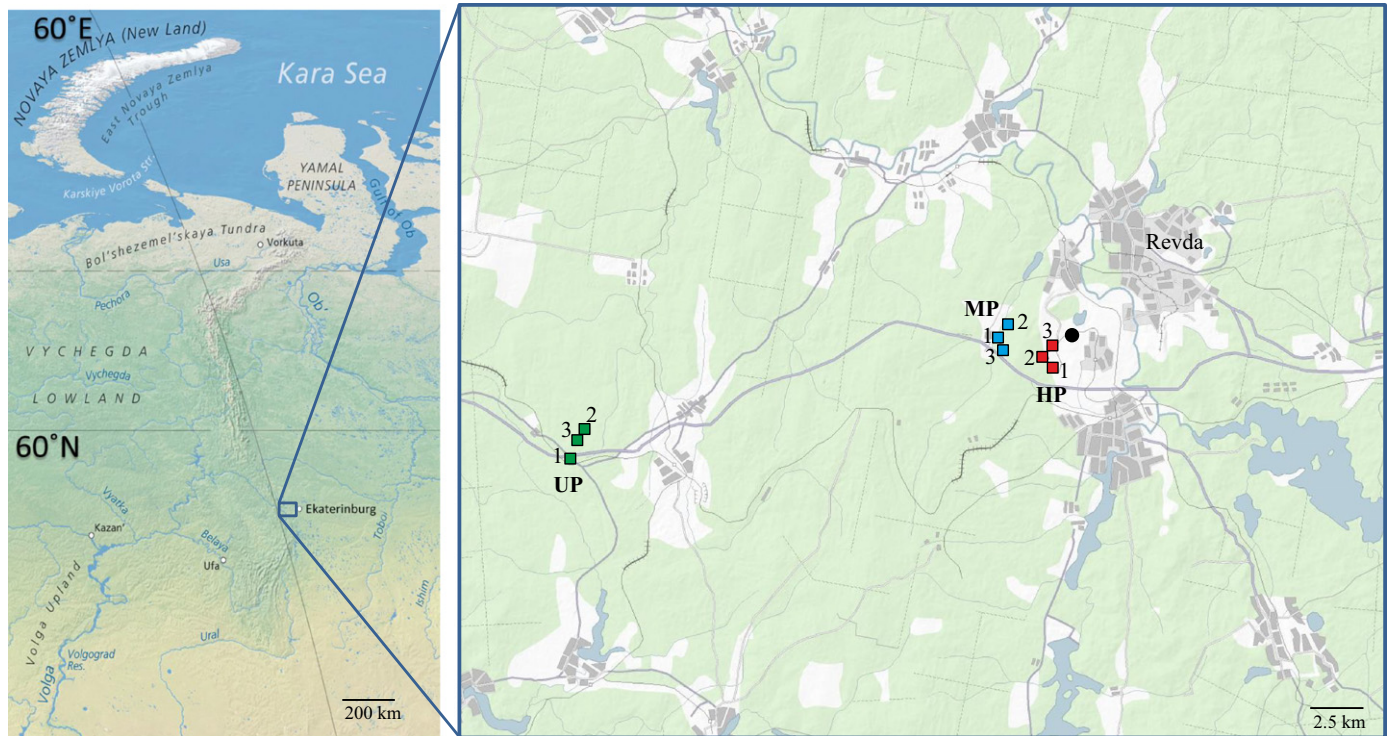 60°E
NOVAYA ZEMLYA (New Land)
Kara Sea
East Novaya Zemlya
Trough
YAMAL
PENINSULA
Karskiye Vorota Str.
Gulf of Ob
Bol'shezemel'skaya Tundra
Vorkuta
Usa
Pechora
Ob'
VYCHEGDA
Vychegda
LOWLAND
60°N
Vyatka
Ekaterinburg
Tobol
Kazan'
Belaya
Ufa
Ishim
Volga Upland
Ural
Volgograd
Res.
Volga
200 km
Revda
MP
2
1
3
3
2
1
HP
2
3
1
UP
2.5 km